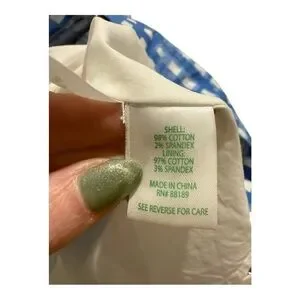 SHELL:
98% COTTON
2% SPANDEX
LINING:
97% COTTON
3% SPANDEX
MADE IN CHINA
RN# 88189
SEE REVERSE FOR CARE